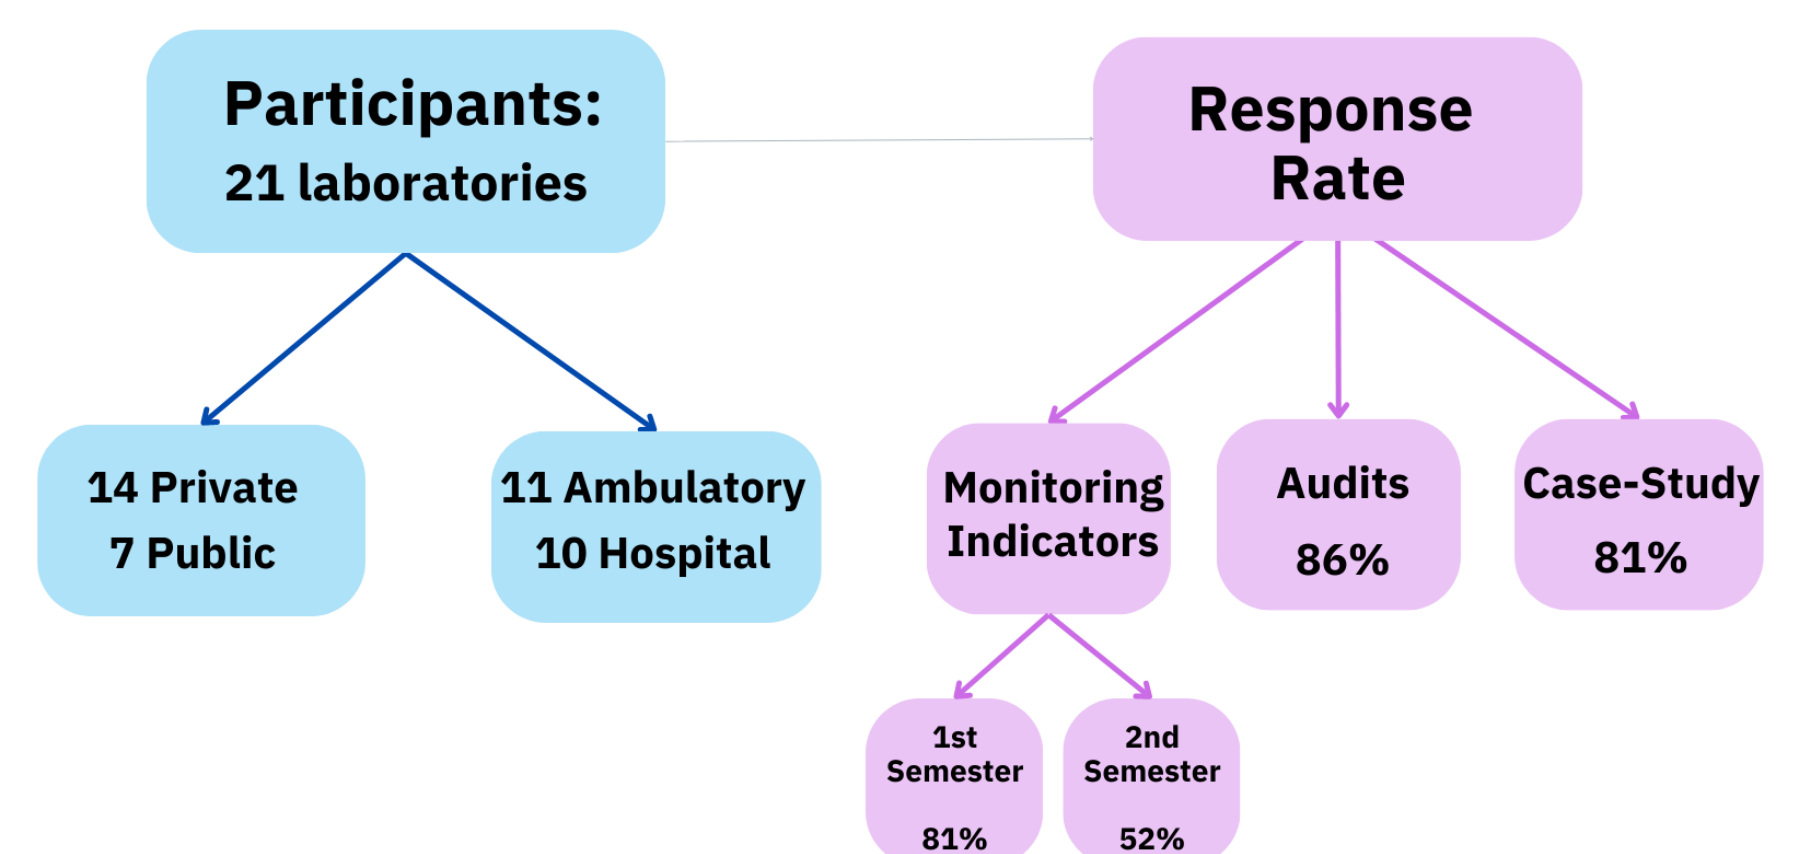 Participants:
21 laboratories
Response
Rate
14 Private
7 Public
11 Ambulatory
10 Hospital
Monitoring
Indicators
Audits
86%
Case-Study
81%
1st
Semester
81%
2nd
Semester
52%